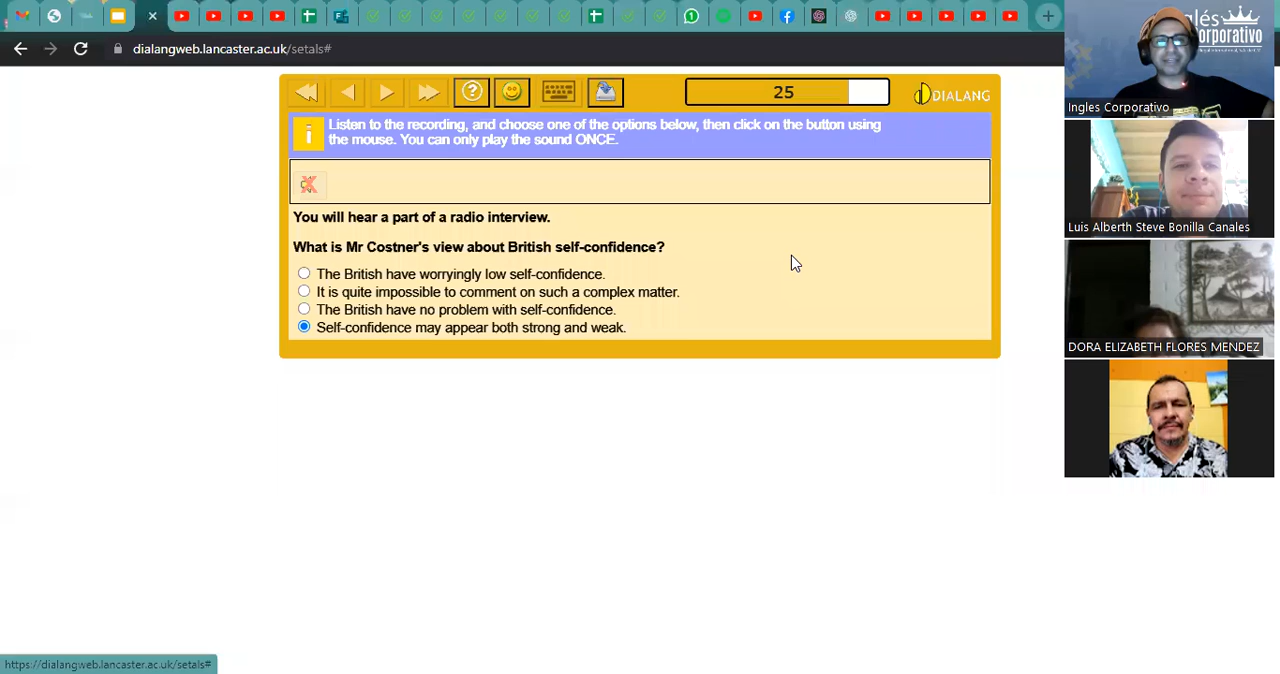 dialangweb.lancaster.ac.uk/setals#
25
DIALANG
i
Listen to the recording, and choose one of the options below, then click on the button using
the mouse. You can only play the sound ONCE.
You will hear a part of a radio interview.
What is Mr Costner's view about British self-confidence?
The British have worryingly low self-confidence.
It is quite impossible to comment on such a complex matter.
The British have no problem with self-confidence.
Self-confidence may appear both strong and weak.
glés
orporativo
Ingles Corporativo
Luis Alberth Steve Bonilla Canales
DORA ELIZABETH FLORES MENDEZ
https://dialangweb.lancaster.ac.uk/setals#